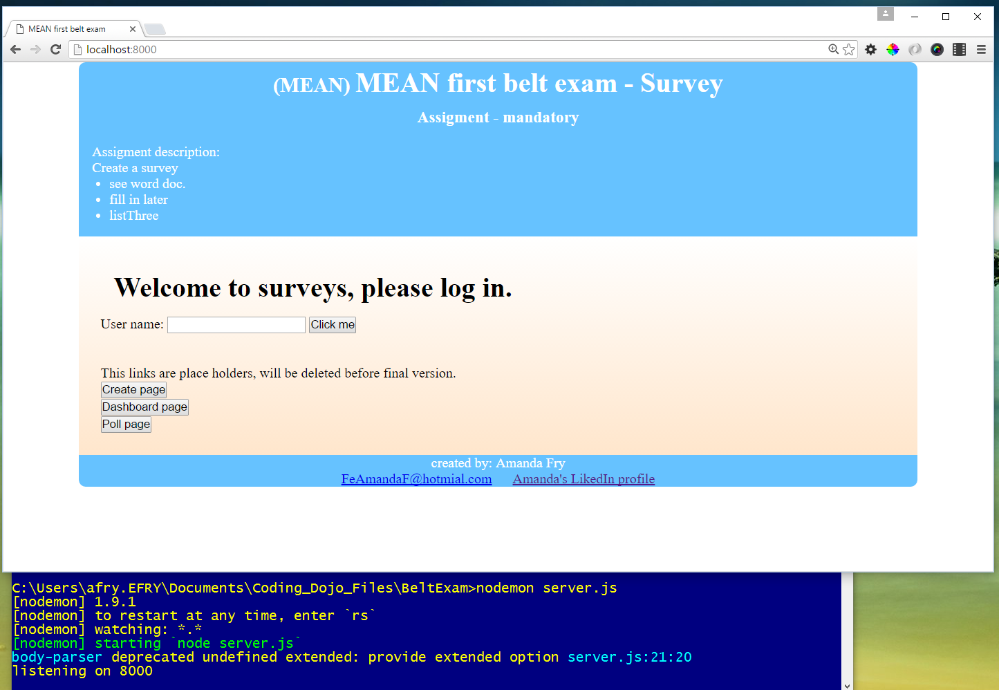 MEAN first belt exam
localhost:8000
(MEAN) MEAN first belt exam - Survey
Assigment - mandatory
Assigment description:
Create a survey
• see word doc.
• fill in later
• listThree
Welcome to surveys, please log in.
User name: Click me
This links are place holders, will be deleted before final version.
Create page
Dashboard page
Poll page
created by: Amanda Fry
FeAmandaF@hotmial.com Amanda's LikedIn profile
C:\Users\afry.EFRY\Documents\Coding_Dojo_Files\BeltExam>nodemon server.js
[nodemon] 1.9.1
[nodemon] to restart at any time, enter `rs`
[nodemon] watching: *.*
[nodemon] starting `node server.js`
body-parser deprecated undefined extended: provide extended option server.js:21:20
listening on 8000